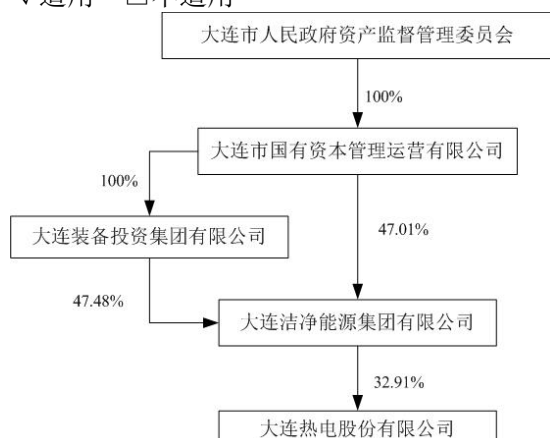 √适用 □不适用
大连市人民政府资产监督管理委员会
100%
大连市国有资本管理运营有限公司
100%
大连装备投资集团有限公司
47.01%
47.48%
大连洁净能源集团有限公司
32.91%
大连热电股份有限公司